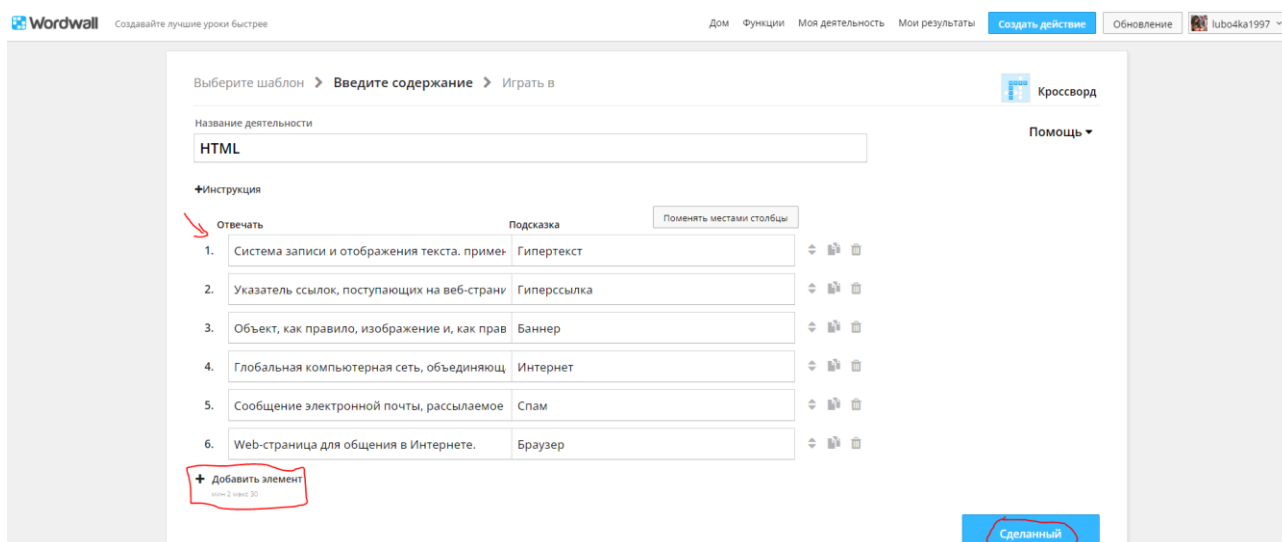 Wordwall Создавайте лучшие уроки быстрее Дом Функции Моя деятельность Мои результаты Создать действие Обновление lubo4ka1997
Выберите шаблон Введите содержание Играть в
Кроссворд
Название деятельности
Помощь
HTML
+Инструкция
Поменять местами столбцы
Отвечать Подсказка
1. Система записи и отображения текста. примен Гипертекст
2. Указатель ссылок, поступающих на веб-страни Гиперссылка
3. Объект, как правило, изображение и, как прав Баннер
4. Глобальная компьютерная сеть, объединяющ Интернет
5. Сообщение электронной почты, рассылаемое Спам
6. Web-страница для общения в Интернете. Браузер
+ Добавить элемент
мин 2 макс 30
Сделанный